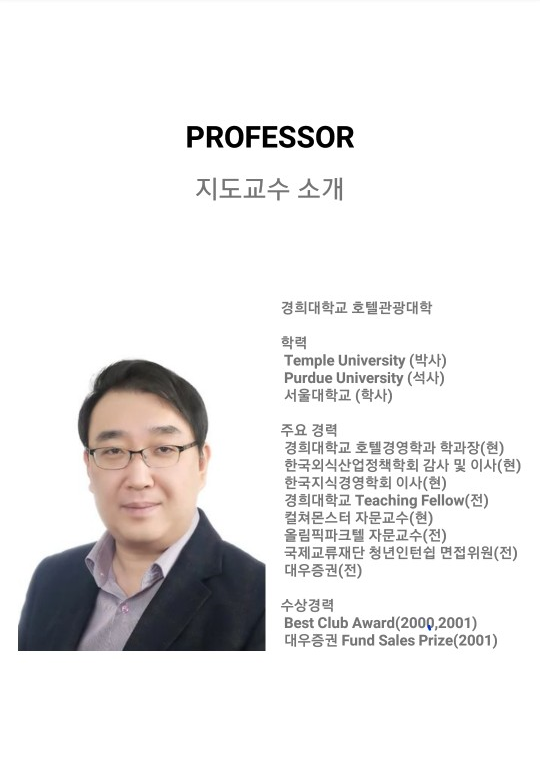 PROFESSOR
지도교수 소개
경희대학교 호텔관광대학
학력
Temple University (박사)
Purdue University (석사)
서울대학교 (학사)
주요 경력
경희대학교 호텔경영학과 학과장(현)
한국외식산업정책학회 감사 및 이사(현)
한국지식경영학회 이사(현)
경희대학교 Teaching Fellow(전)
컬쳐몬스터 자문교수(현)
올림픽파크텔 자문교수(전)
국제교류재단 청년인턴쉽 면접위원(전)
대우증권(전)
수상경력
Best Club Award(2000,2001)
대우증권 Fund Sales Prize(2001)